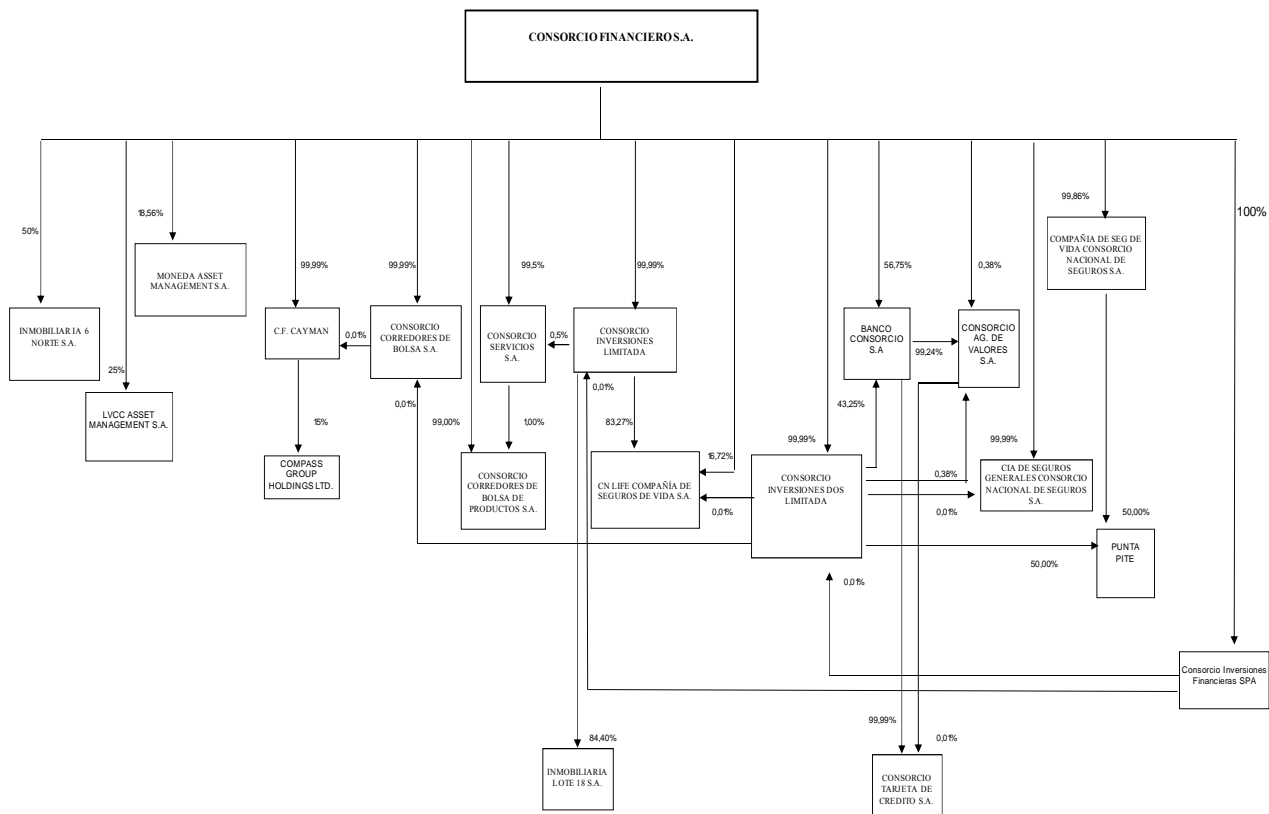 CONSORCIO FINANCIERO S.A.
100%
99,86%
18,56%
50%
COMPAÑIA DE SEG DE
VIDA CONSORCIO
NACIONAL DE
SEGUROS S.A.
MONEDA ASSET
MANAGEMENT S.A.
99,99%
99,99%
99,5%
99,99%
56,75%
0,38%
INMOBILIARIA 6
NORTE S.A.
C.F. CAYMAN
0,01%
CONSORCIO
CORREDORES DE
BOLSA S.A.
CONSORCIO
SERVICIOS
S.A.
0,5%
CONSORCIO
INVERSIONES
LIMITADA
BANCO
CONSORCIO
S.A
99,24%
CONSORCIO
AG. DE
VALORES S.A.
25%
LVCC ASSET
MANAGEMENT S.A.
0,01%
0,01%
43,25%
15%
99,00%
1,00%
83,27%
99,99%
99,99%
COMPASS
GROUP
HOLDINGS LTD.
CONSORCIO
CORREDORES DE
BOLSA DE
PRODUCTOS S.A.
CN LIFE COMPAÑÍA DE
SEGUROS DE VIDA S.A.
16,72%
0,01%
CONSORCIO
INVERSIONES DOS
LIMITADA
0,38%
0,01%
CIA DE SEGUROS
GENERALES CONSORCIO
NACIONAL DE SEGUROS
S.A.
50,00%
50,00%
PUNTA
PITE
0,01%
Consorcio Inversiones
Financieras SPA
99,99%
0,01%
84,40%
INMOBILIARIA
LOTE 18 S.A.
CONSORCIO
TARJETA DE
CREDITO S.A.